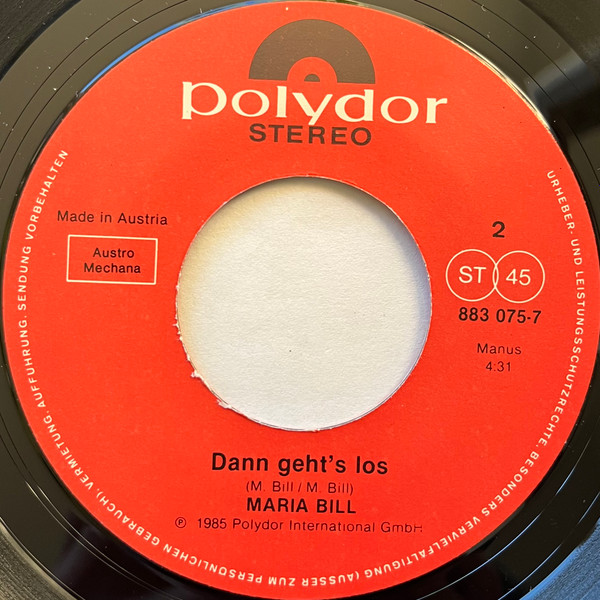 polydor
STEREO
Made in Austria
Austro
Mechana
2
ST 45
883 075-7
Manus
4:31
Dann geht's los
(M. Bill / M. Bill)
MARIA BILL
℗ 1985 Polydor International GmbH
URHEBER- UND LEISTUNGSSCHUTZRECHTE, BESONDERS VERVIELFÄLTIGUNG (AUSSER ZUM PERSÖNLICHEN GEBRAUCH), VERMIETUNG, AUFFÜHRUNG, SENDUNG VORBEHALTEN